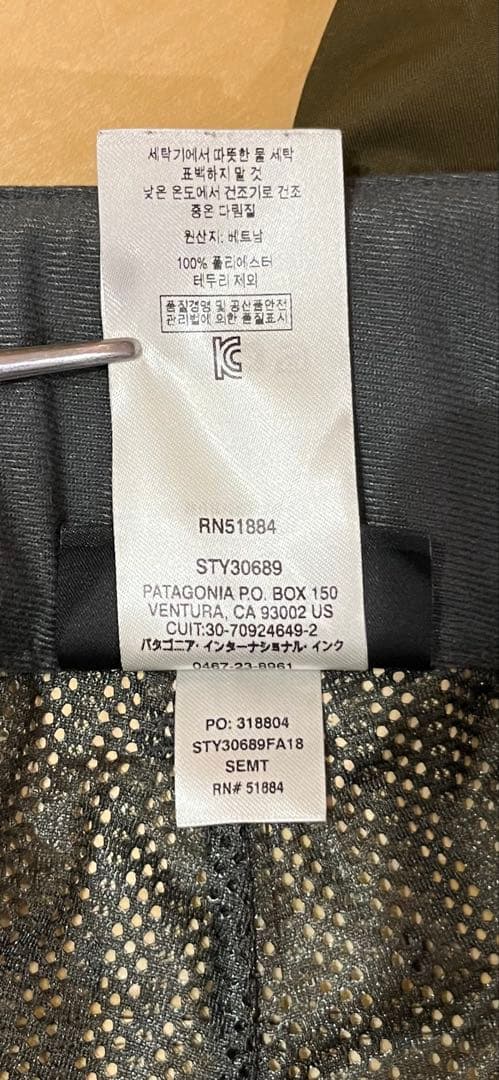 세탁기에서 따뜻한 물 세탁
표백하지 말 것
낮은 온도에서 건조기로 건조
중온 다림질
원산지: 베트남
100% 폴리에스터
테두리 제외
품질경영 및 공산품안전
관리법에 의한 품질표시
KC
RN51884
STY30689
PATAGONIA P.O. BOX 150
VENTURA, CA 93002 US
CUIT:30-70924649-2
パタゴニア・インターナショナル・インク
0467-23-8961
PO: 318804
STY30689FA18
SEMT
RN# 51884